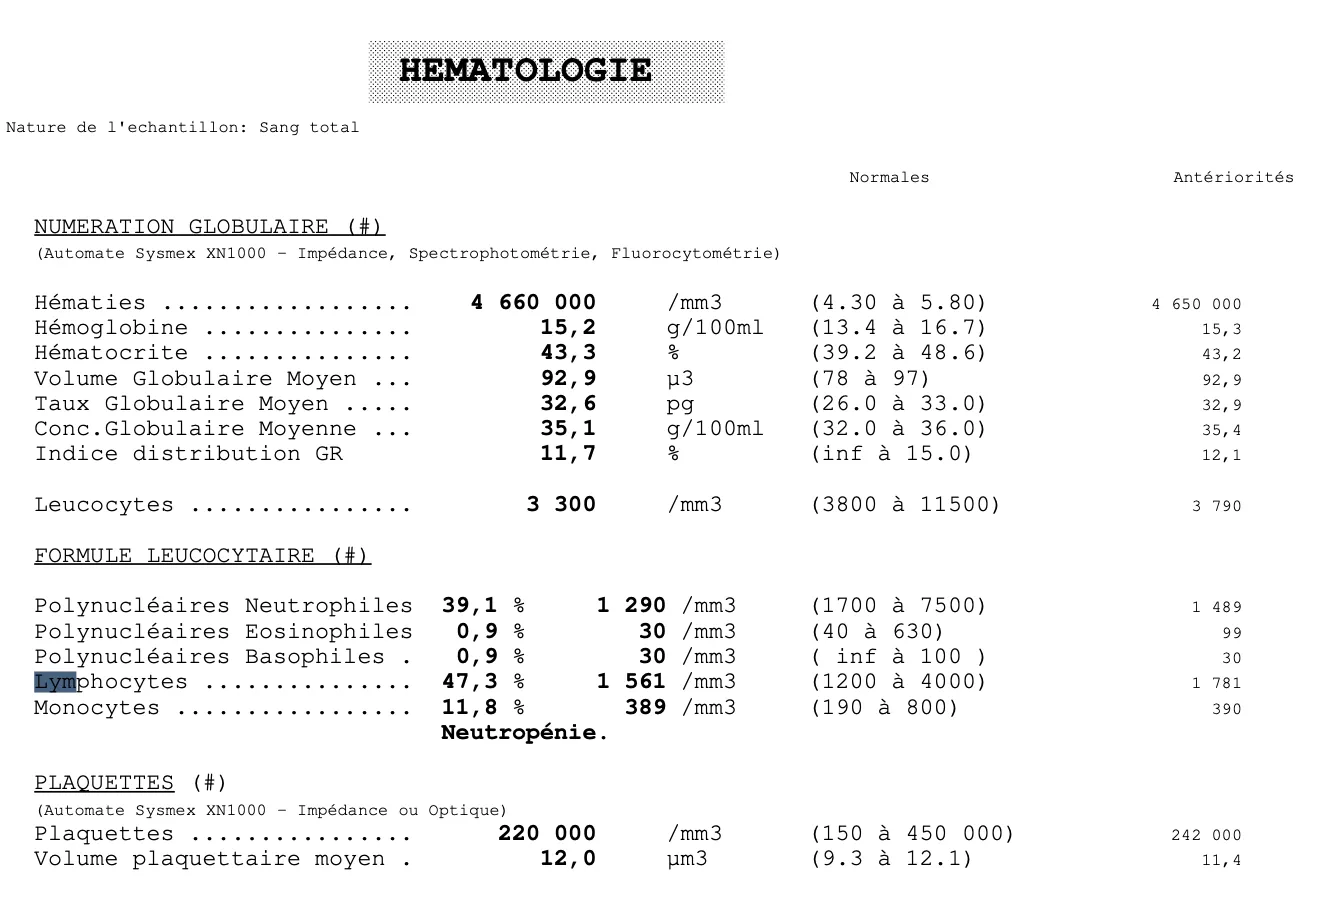 HEMATOLOGIE
Nature de l'echantillon: Sang total
Normales Antériorités
NUMERATION GLOBULAIRE (#)
(Automate Sysmex XN1000 - Impédance, Spectrophotométrie, Fluorocytométrie)
Hématies .................. 4 660 000 /mm3 (4.30 à 5.80) 4 650 000
Hémoglobine ............... 15,2 g/100ml (13.4 à 16.7) 15,3
Hématocrite ............... 43,3 % (39.2 à 48.6) 43,2
Volume Globulaire Moyen ... 92,9 µ3 (78 à 97) 92,9
Taux Globulaire Moyen ..... 32,6 pg (26.0 à 33.0) 32,9
Conc.Globulaire Moyenne ... 35,1 g/100ml (32.0 à 36.0) 35,4
Indice distribution GR 11,7 % (inf à 15.0) 12,1
Leucocytes ................ 3 300 /mm3 (3800 à 11500) 3 790
FORMULE LEUCOCYTAIRE (#)
Polynucléaires Neutrophiles 39,1 % 1 290 /mm3 (1700 à 7500) 1 489
Polynucléaires Eosinophiles 0,9 % 30 /mm3 (40 à 630) 99
Polynucléaires Basophiles . 0,9 % 30 /mm3 ( inf à 100 ) 30
Lymphocytes ............... 47,3 % 1 561 /mm3 (1200 à 4000) 1 781
Monocytes ................. 11,8 % 389 /mm3 (190 à 800) 390
Neutropénie.
PLAQUETTES (#)
(Automate Sysmex XN1000 - Impédance ou Optique)
Plaquettes ................ 220 000 /mm3 (150 à 450 000) 242 000
Volume plaquettaire moyen . 12,0 µm3 (9.3 à 12.1) 11,4